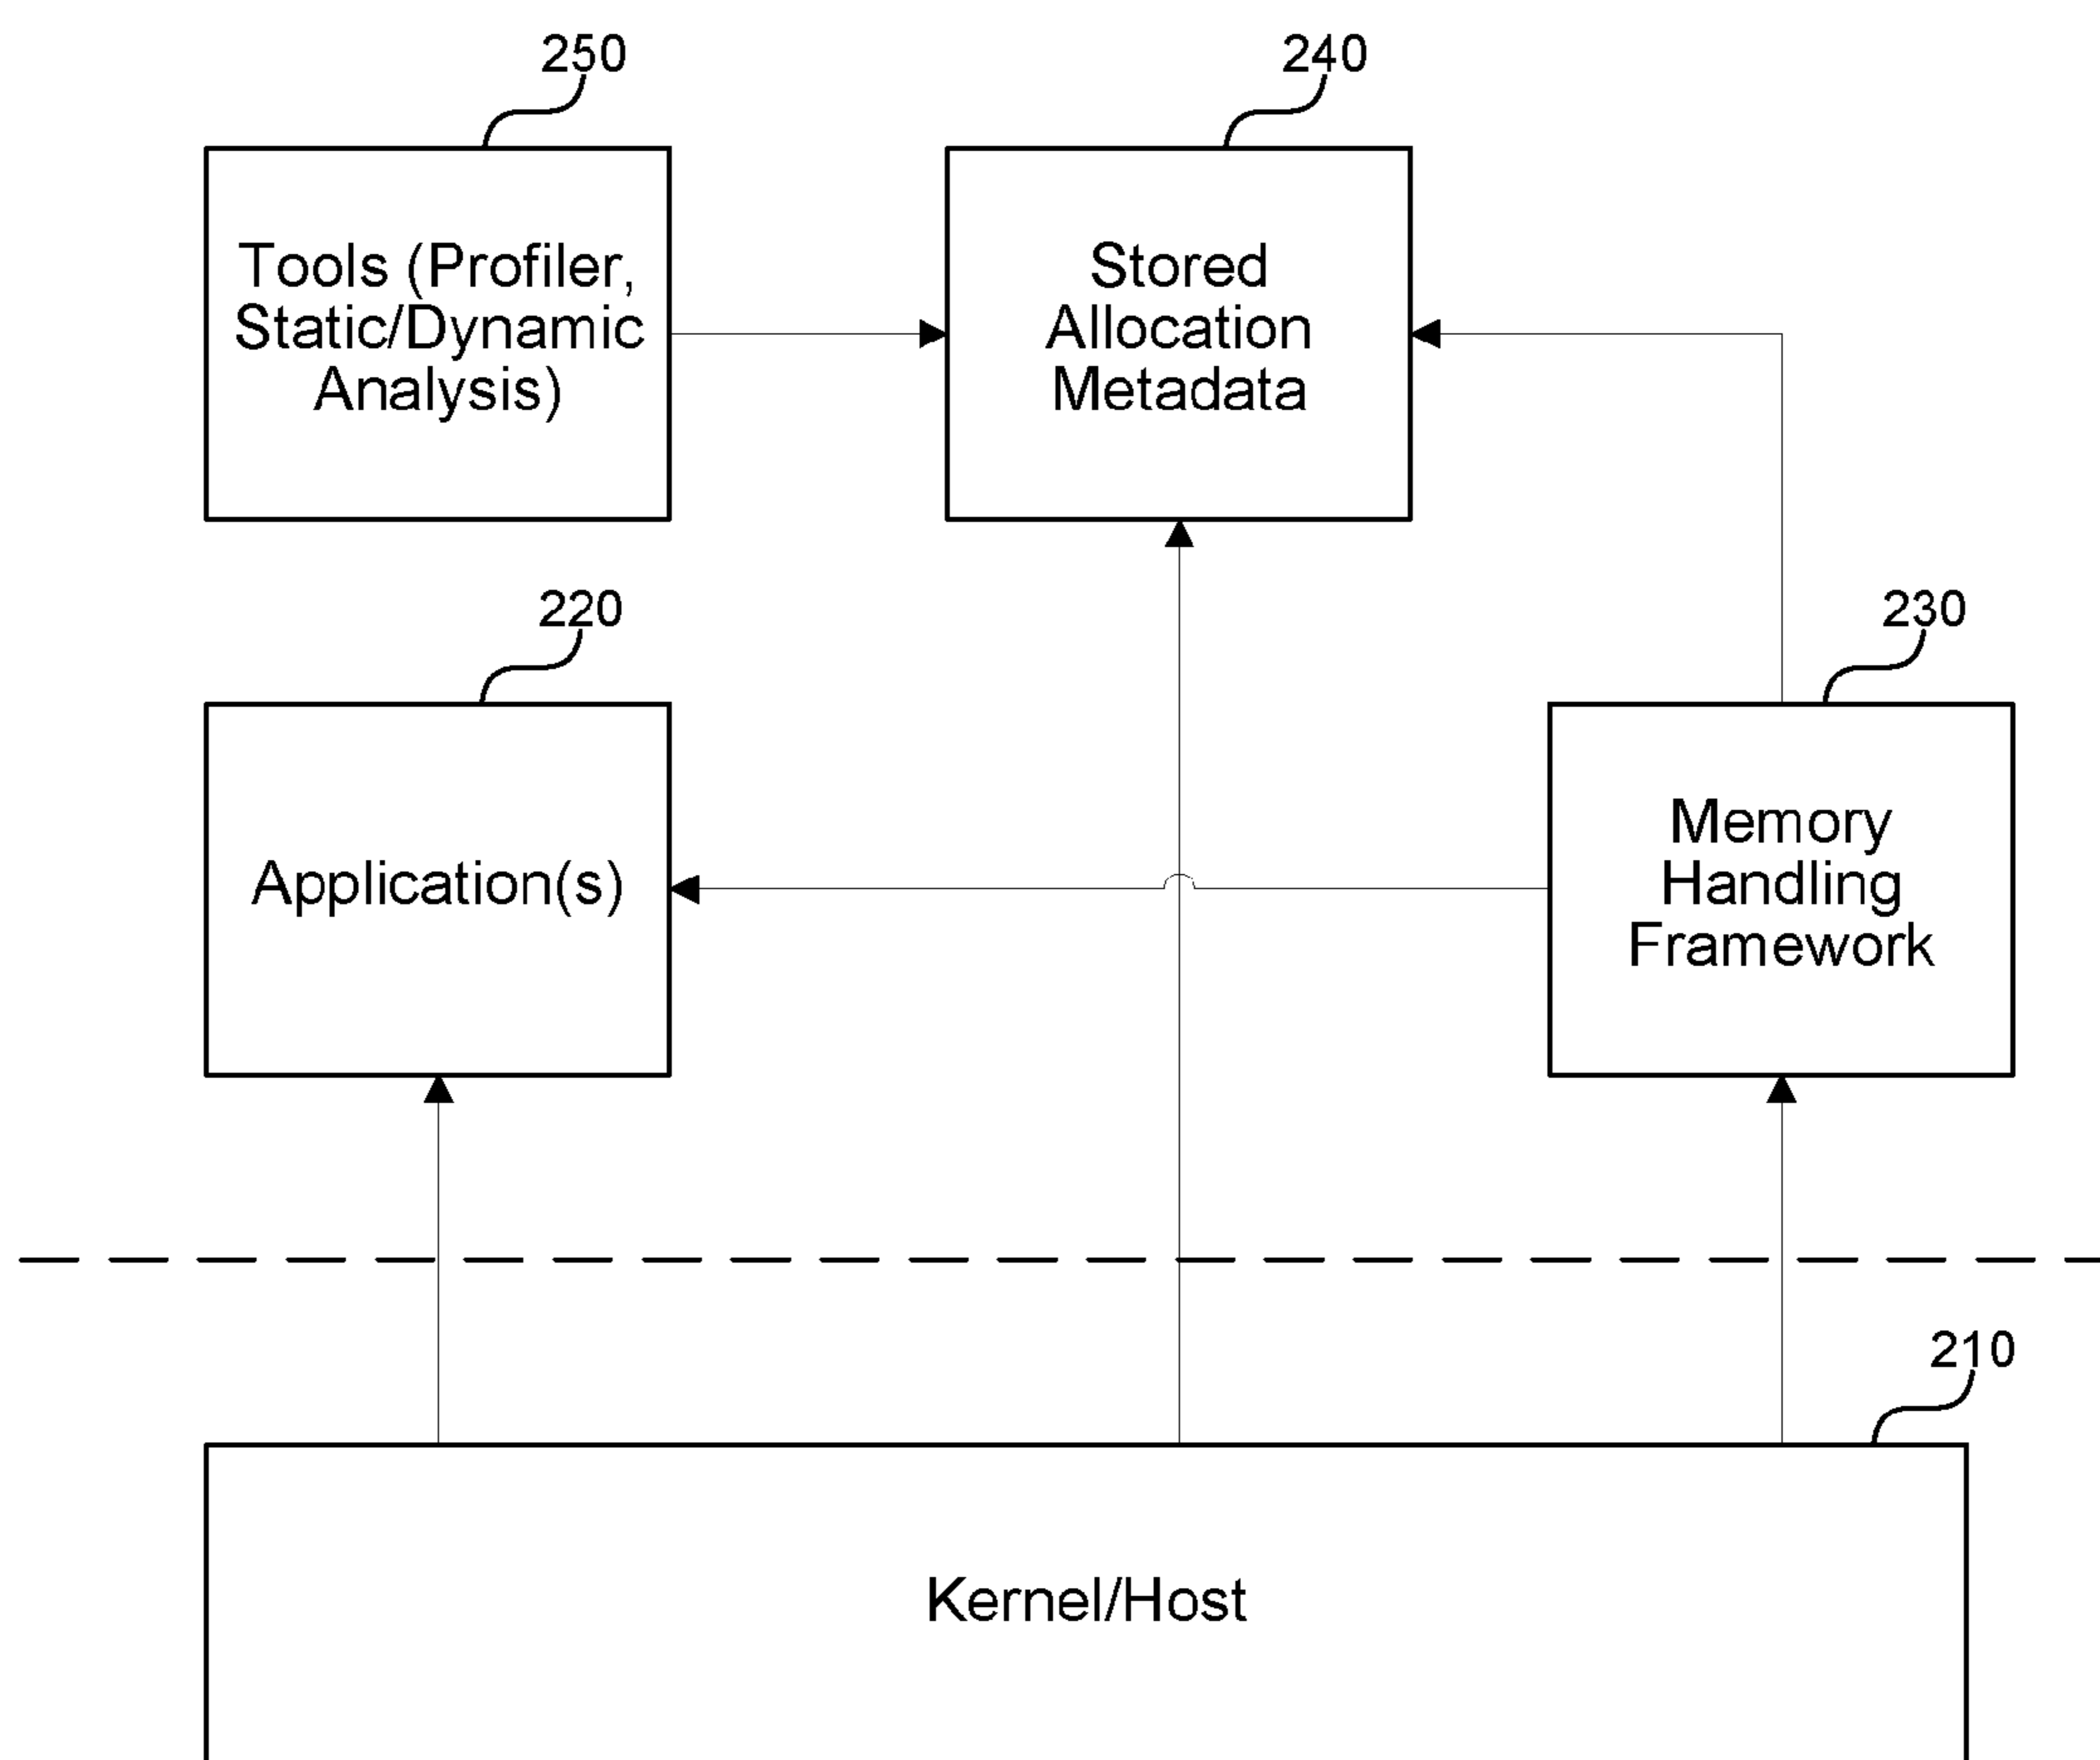 250
240
Tools (Profiler,
Static/Dynamic
Analysis)
Stored
Allocation
Metadata
220
230
Application(s)
Memory
Handling
Framework
210
Kernel/Host